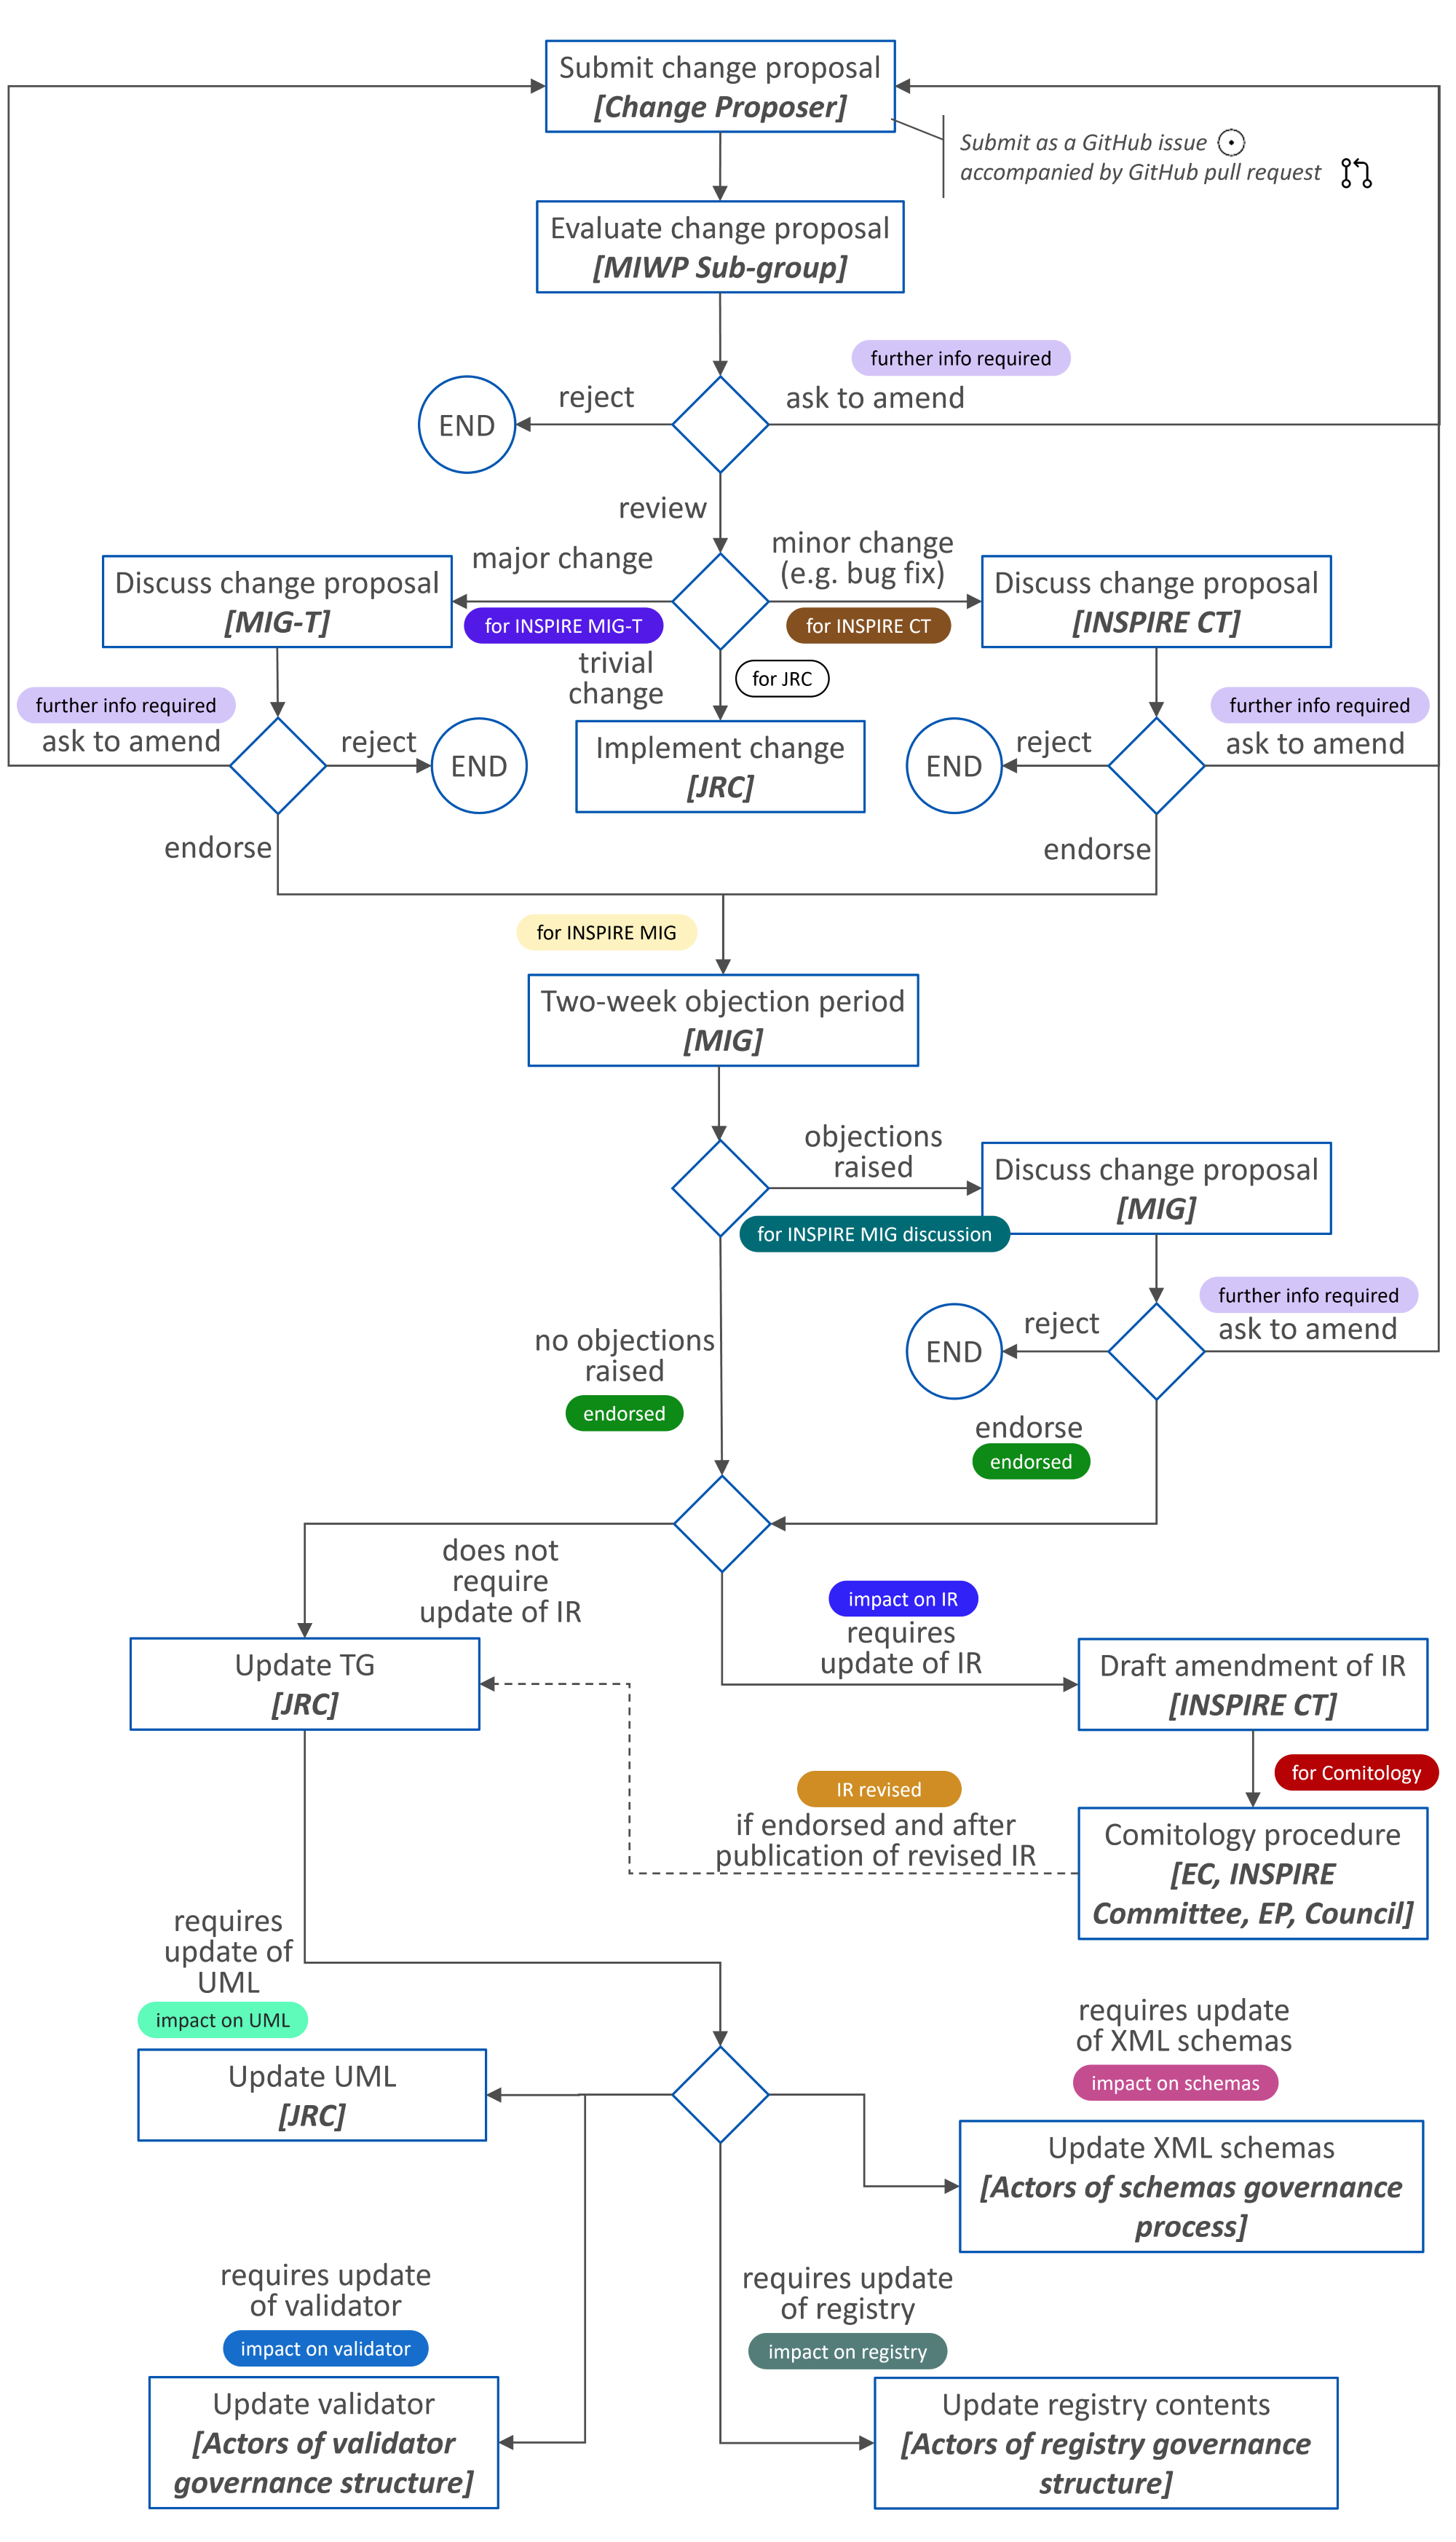 Submit change proposal
[Change Proposer]
Submit as a GitHub issue
accompanied by GitHub pull request
Evaluate change proposal
[MIWP Sub-group]
further info required
reject
ask to amend
END
review
major change
minor change
(e.g. bug fix)
Discuss change proposal
[MIG-T]
for INSPIRE MIG-T
for INSPIRE CT
Discuss change proposal
[INSPIRE CT]
trivial
change
for JRC
Implement change
[JRC]
further info required
ask to amend
reject
END
END
reject
further info required
ask to amend
endorse
endorse
for INSPIRE MIG
Two-week objection period
[MIG]
objections
raised
Discuss change proposal
[MIG]
for INSPIRE MIG discussion
no objections
raised
endorsed
END
reject
further info required
ask to amend
endorse
endorsed
does not
require
update of IR
impact on IR
requires
update of IR
Update TG
[JRC]
Draft amendment of IR
[INSPIRE CT]
for Comitology
IR revised
if endorsed and after
publication of revised IR
Comitology procedure
[EC, INSPIRE
Committee, EP, Council]
requires
update of
UML
impact on UML
Update UML
[JRC]
requires update
of XML schemas
impact on schemas
Update XML schemas
[Actors of schemas governance
process]
requires update
of validator
impact on validator
Update validator
[Actors of validator
governance structure]
requires update
of registry
impact on registry
Update registry contents
[Actors of registry governance
structure]